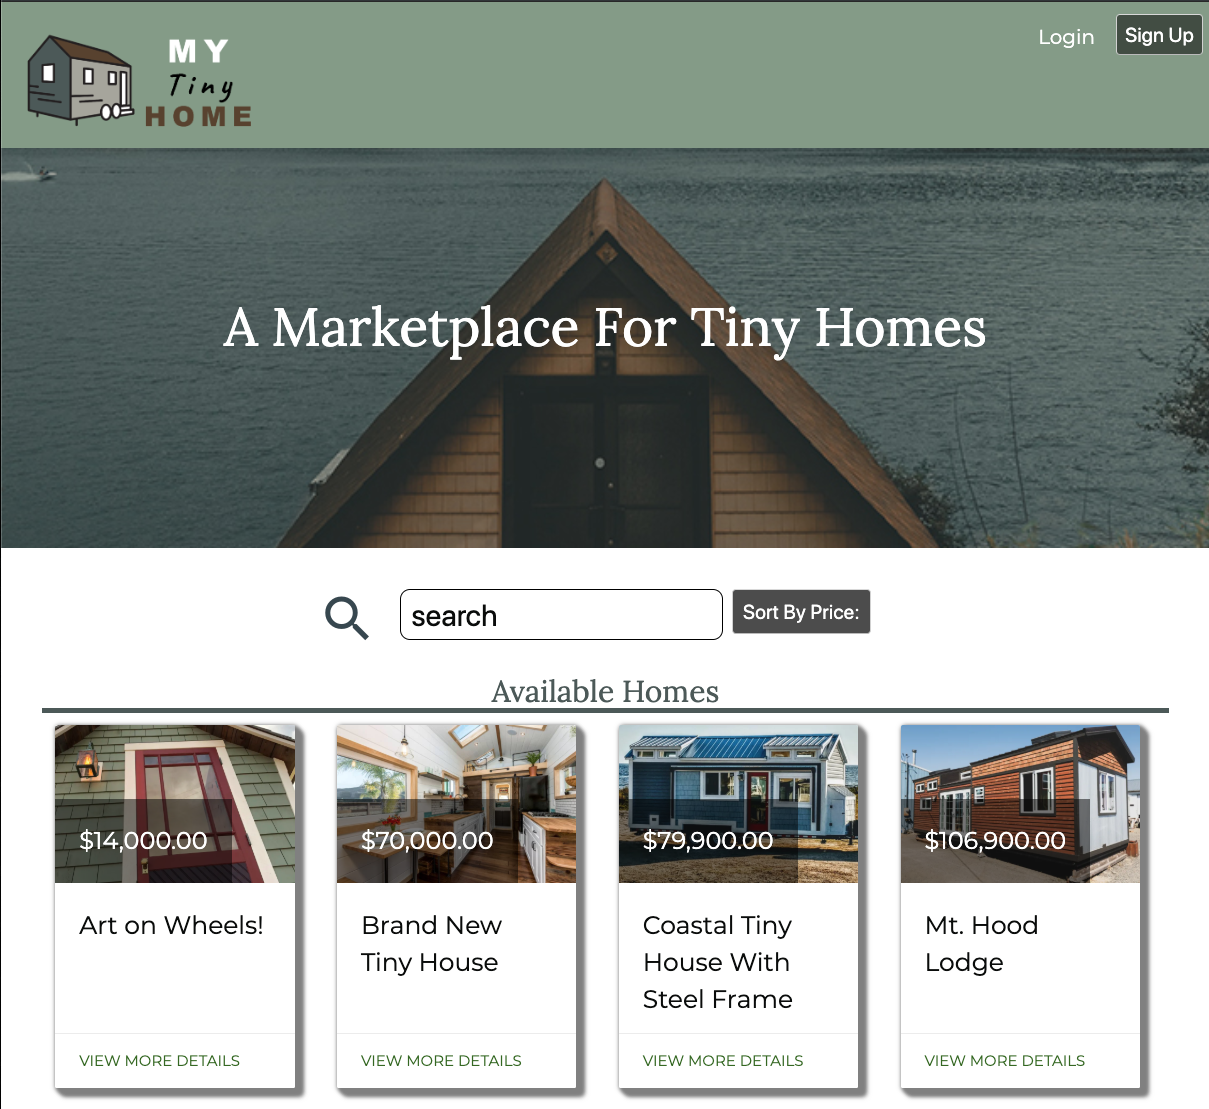 Login
Sign Up
MY
Tiny
HOME
A Marketplace For Tiny Homes
search
Sort By Price:
Available Homes
$14,000.00
$70,000.00
$79,900.00
$106,900.00
Art on Wheels!
Brand New
Tiny House
Coastal Tiny
House With
Steel Frame
Mt. Hood
Lodge
VIEW MORE DETAILS
VIEW MORE DETAILS
VIEW MORE DETAILS
VIEW MORE DETAILS